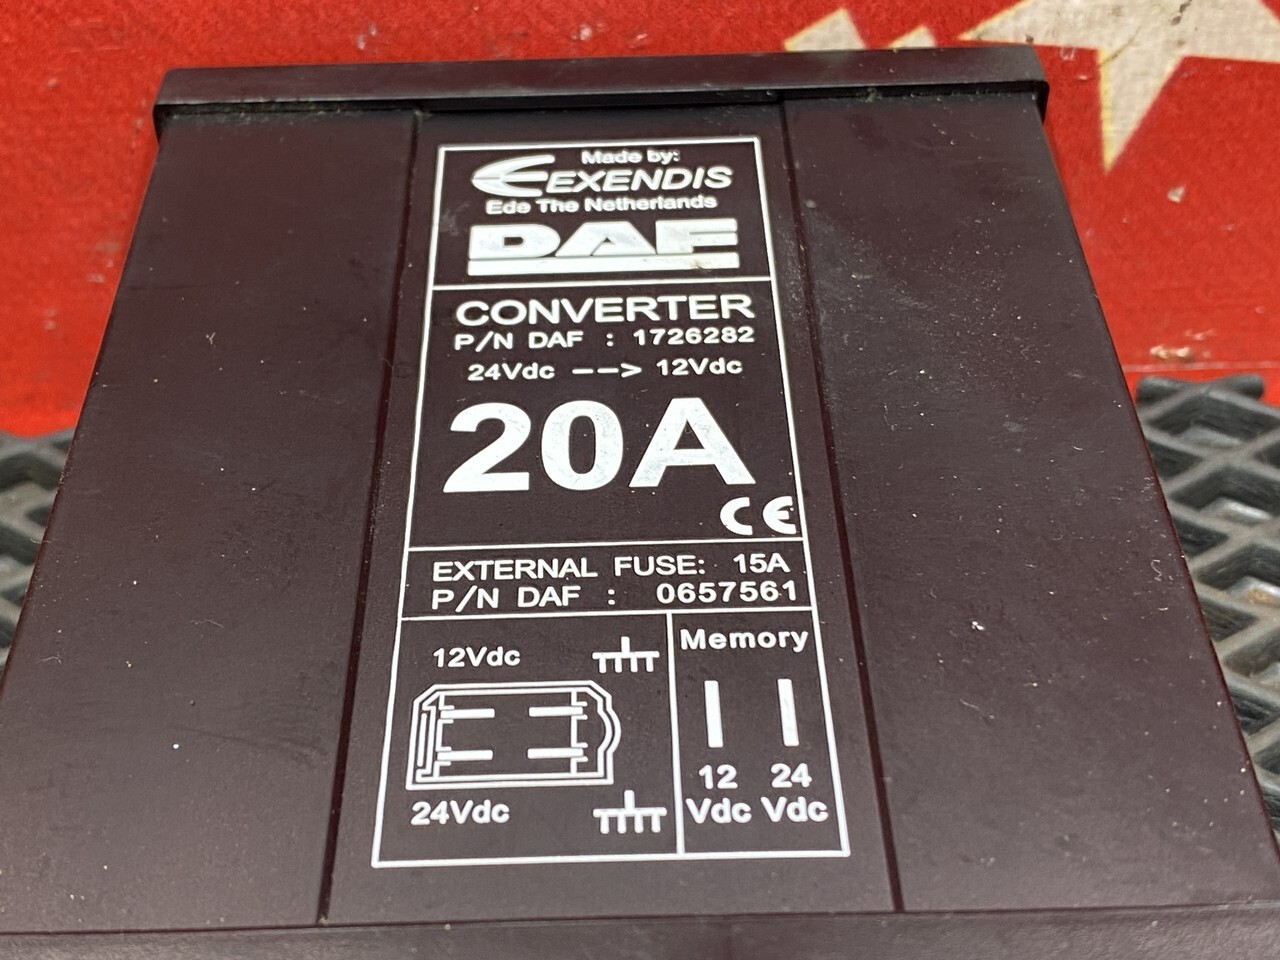 Made by:
EXENDIS
Ede The Netherlands
DAF
CONVERTER
P/N DAF : 1726282
24Vdc --> 12Vdc
20A
CE
EXTERNAL FUSE: 15A
P/N DAF : 0657561
12Vdc
24Vdc
Memory
12 24
Vdc Vdc